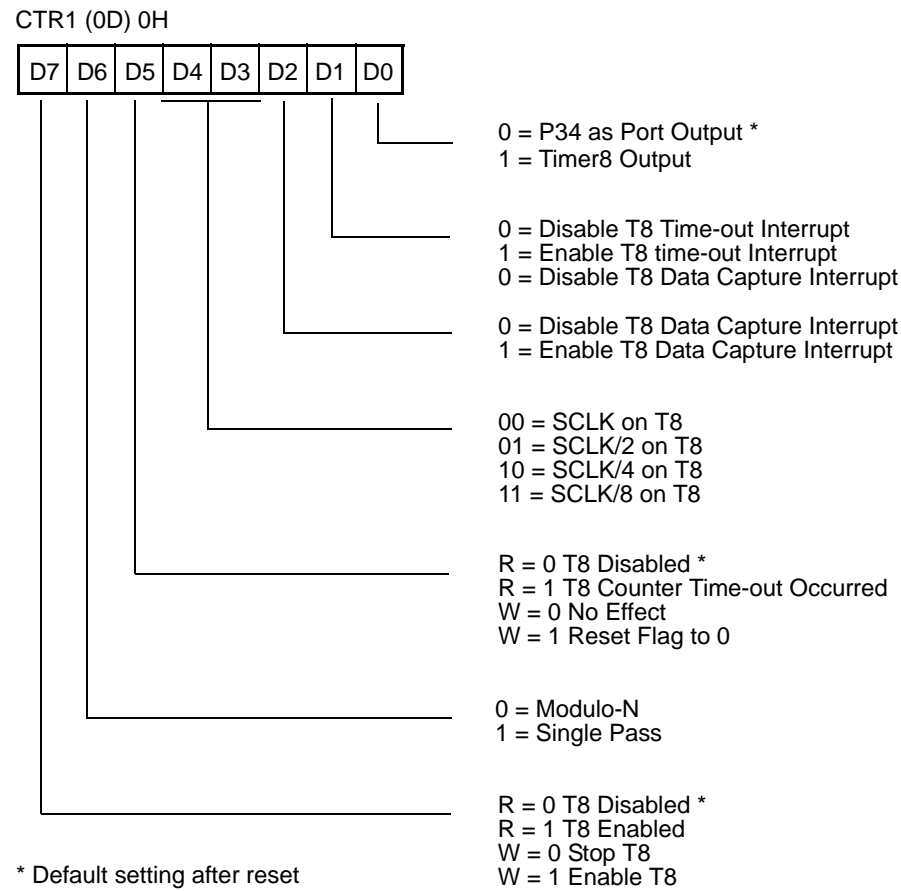 CTR1 (0D) 0H
D7 D6 D5 D4 D3 D2 D1 D0
0 = P34 as Port Output *
1 = Timer8 Output
0 = Disable T8 Time-out Interrupt
1 = Enable T8 time-out Interrupt
0 = Disable T8 Data Capture Interrupt
0 = Disable T8 Data Capture Interrupt
1 = Enable T8 Data Capture Interrupt
00 = SCLK on T8
01 = SCLK/2 on T8
10 = SCLK/4 on T8
11 = SCLK/8 on T8
R = 0 T8 Disabled *
R = 1 T8 Counter Time-out Occurred
W = 0 No Effect
W = 1 Reset Flag to 0
0 = Modulo-N
1 = Single Pass
R = 0 T8 Disabled *
R = 1 T8 Enabled
W = 0 Stop T8
W = 1 Enable T8
* Default setting after reset